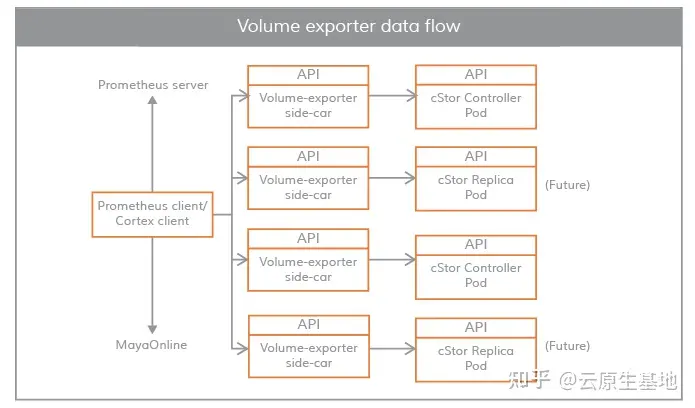 Volume exporter data flow
Prometheus server
Prometheus client/
Cortex client
MayaOnline
API
Volume-exporter
side-car
API
cStor Controller
Pod
API
Volume-exporter
side-car
API
cStor Replica
Pod
(Future)
API
Volume-exporter
side-car
API
cStor Controller
Pod
API
Volume-exporter
side-car
API
cStor Replica
Pod
(Future)
知乎 @云原生基地